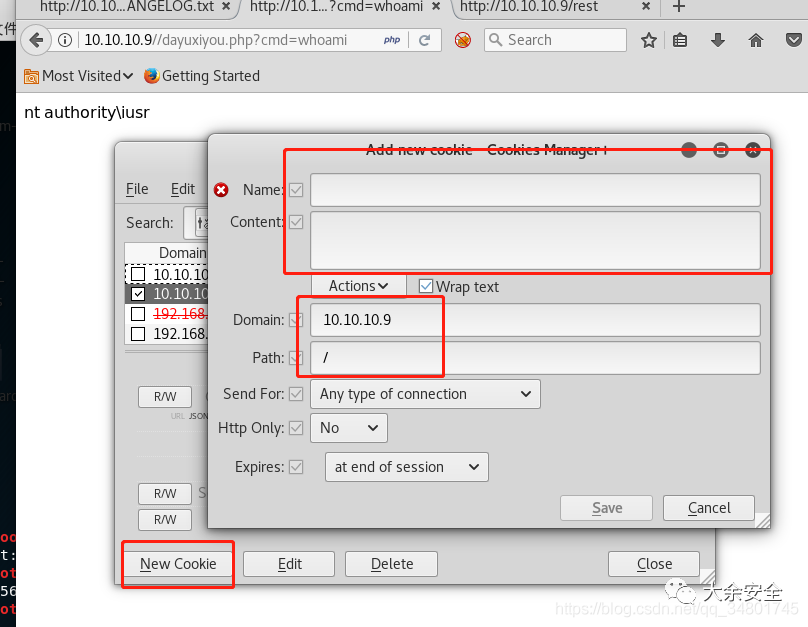 http://10.10...ANGELOG.txt × http://10.1...?cmd=whoami × http://10.10.10.9/rest × +
10.10.10.9//dayuxiyou.php?cmd=whoami php Search
Most Visited Getting Started
nt authority\iusr
Add new cookie - Cookies Manager+
File Edit
Name:
Content:
Search:
Domain
10.10.10
10.10.10
192.168.
192.168.
Actions Wrap text
Domain: 10.10.10.9
Path: /
Send For: Any type of connection
R/W
URL JSON
Http Only: No
Expires: at end of session
R/W S
R/W
Save Cancel
New Cookie Edit Delete Close
大余安全
https://blog.csdn.net/qq_34801745